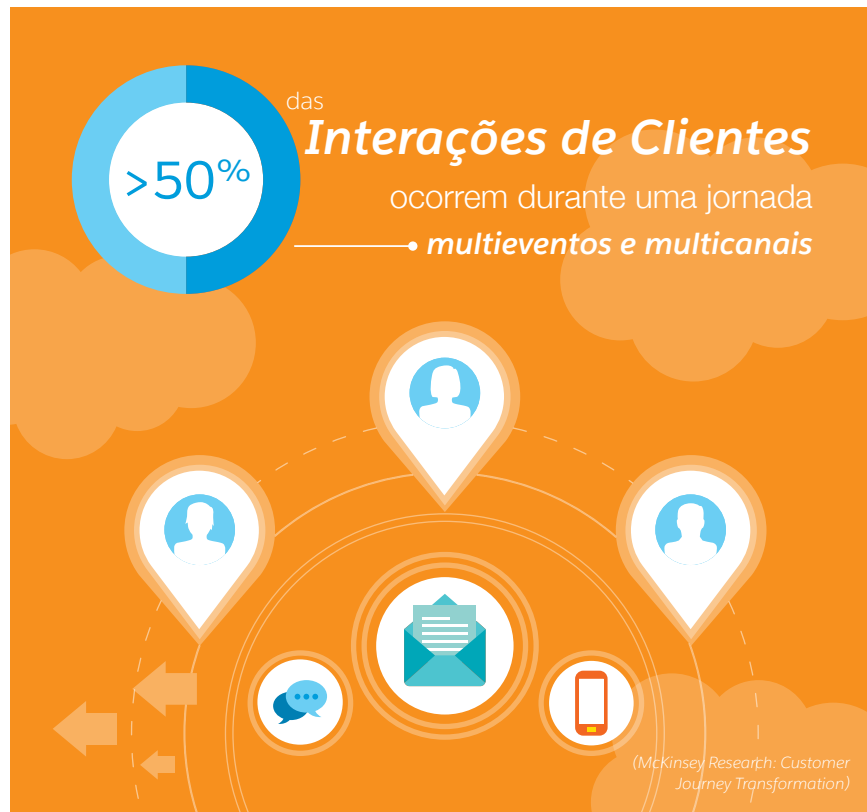 >50%
das
Interações de Clientes
ocorrem durante uma jornada
multieventos e multicanais
(McKinsey Research: Customer
Journey Transformation)